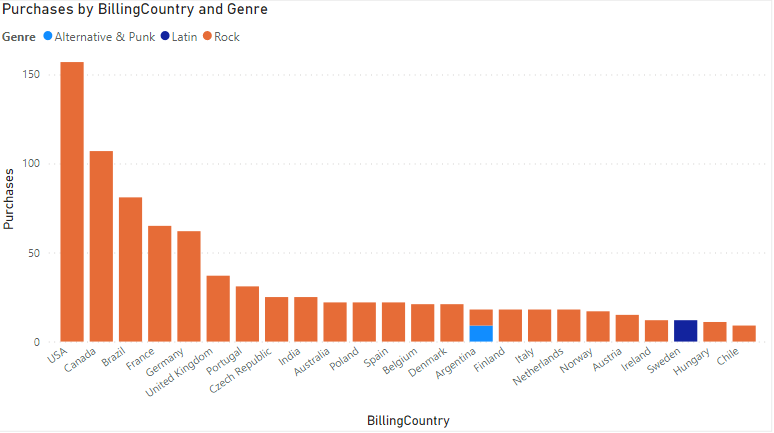 Purchases by BillingCountry and Genre
Genre Alternative & Punk Latin Rock
150
100
50
0
Purchases
USA
Canada
Brazil
France
Germany
United Kingdom
Portugal
Czech Republic
India
Australia
Poland
Spain
Belgium
Denmark
Argentina
Finland
Italy
Netherlands
Norway
Austria
Ireland
Sweden
Hungary
Chile
BillingCountry